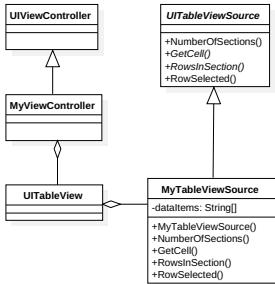 UIViewController
MyViewController
UITableView
UITableViewSource
+NumberOfSections()
+GetCell()
+RowsInSection()
+RowSelected()
MyTableViewSource
-dataItems: String[]
+MyTableViewSource()
+NumberOfSections()
+GetCell()
+RowsInSection()
+RowSelected()